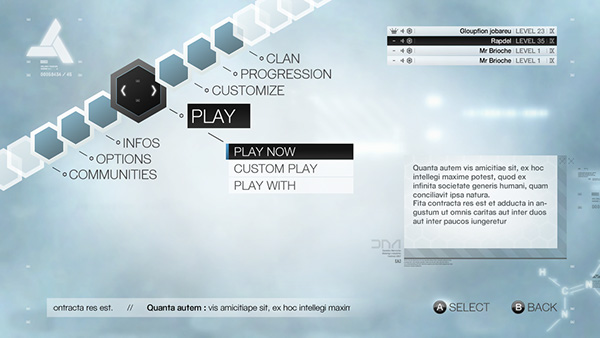 CLAN
PROGRESSION
CUSTOMIZE
PLAY
INFOS
OPTIONS
COMMUNITIES
PLAY NOW
CUSTOM PLAY
PLAY WITH
Gloupfion jobareu | LEVEL 23
Rapdel | LEVEL 35
Mr Brioche | LEVEL 1
Mr Brioche | LEVEL 1
Quanta autem vis amicitiae sit, ex hoc
intellegi maxime potest, quod ex
infinita societate generis humani, quam
conciliavit ipsa natura.
Fita contracta res est et adducta in an-
gustum ut omnis caritas aut inter duos
aut inter paucos iungeretur
DNA
ontracta res est. // Quanta autem : vis amicitiape sit, ex hoc intellegi maxim
A SELECT B BACK